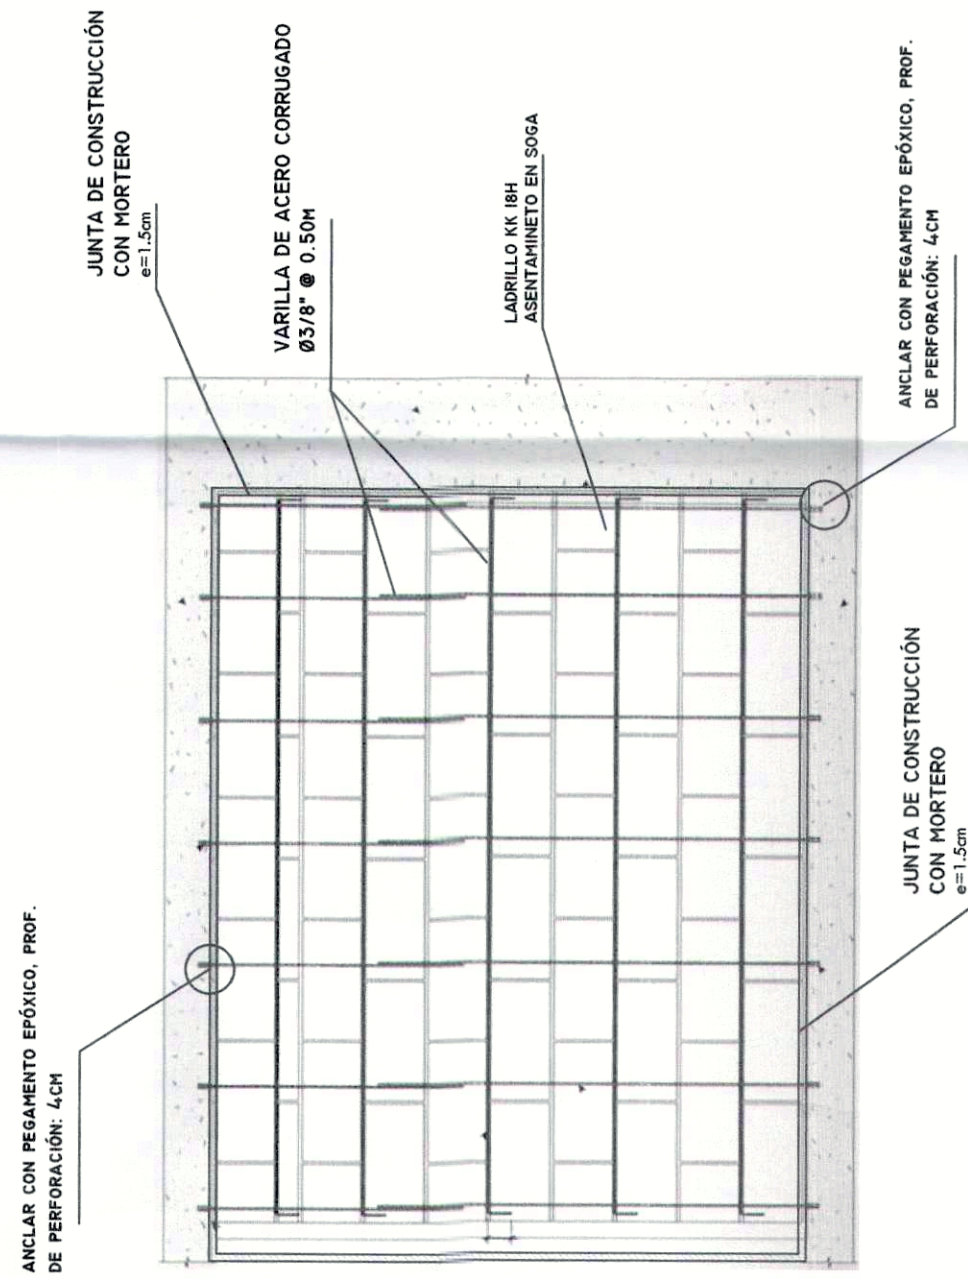 JUNTA DE CONSTRUCCIÓN
CON MORTERO
e=1.5cm
VARILLA DE ACERO CORRUGADO
Ø3/8" @ 0.50M
LADRILLO KK 18H
ASENTAMINETO EN SOGA
ANCLAR CON PEGAMENTO EPÓXICO, PROF.
DE PERFORACIÓN: 4CM
ANCLAR CON PEGAMENTO EPÓXICO, PROF.
DE PERFORACIÓN: 4CM
JUNTA DE CONSTRUCCIÓN
CON MORTERO
e=1.5cm